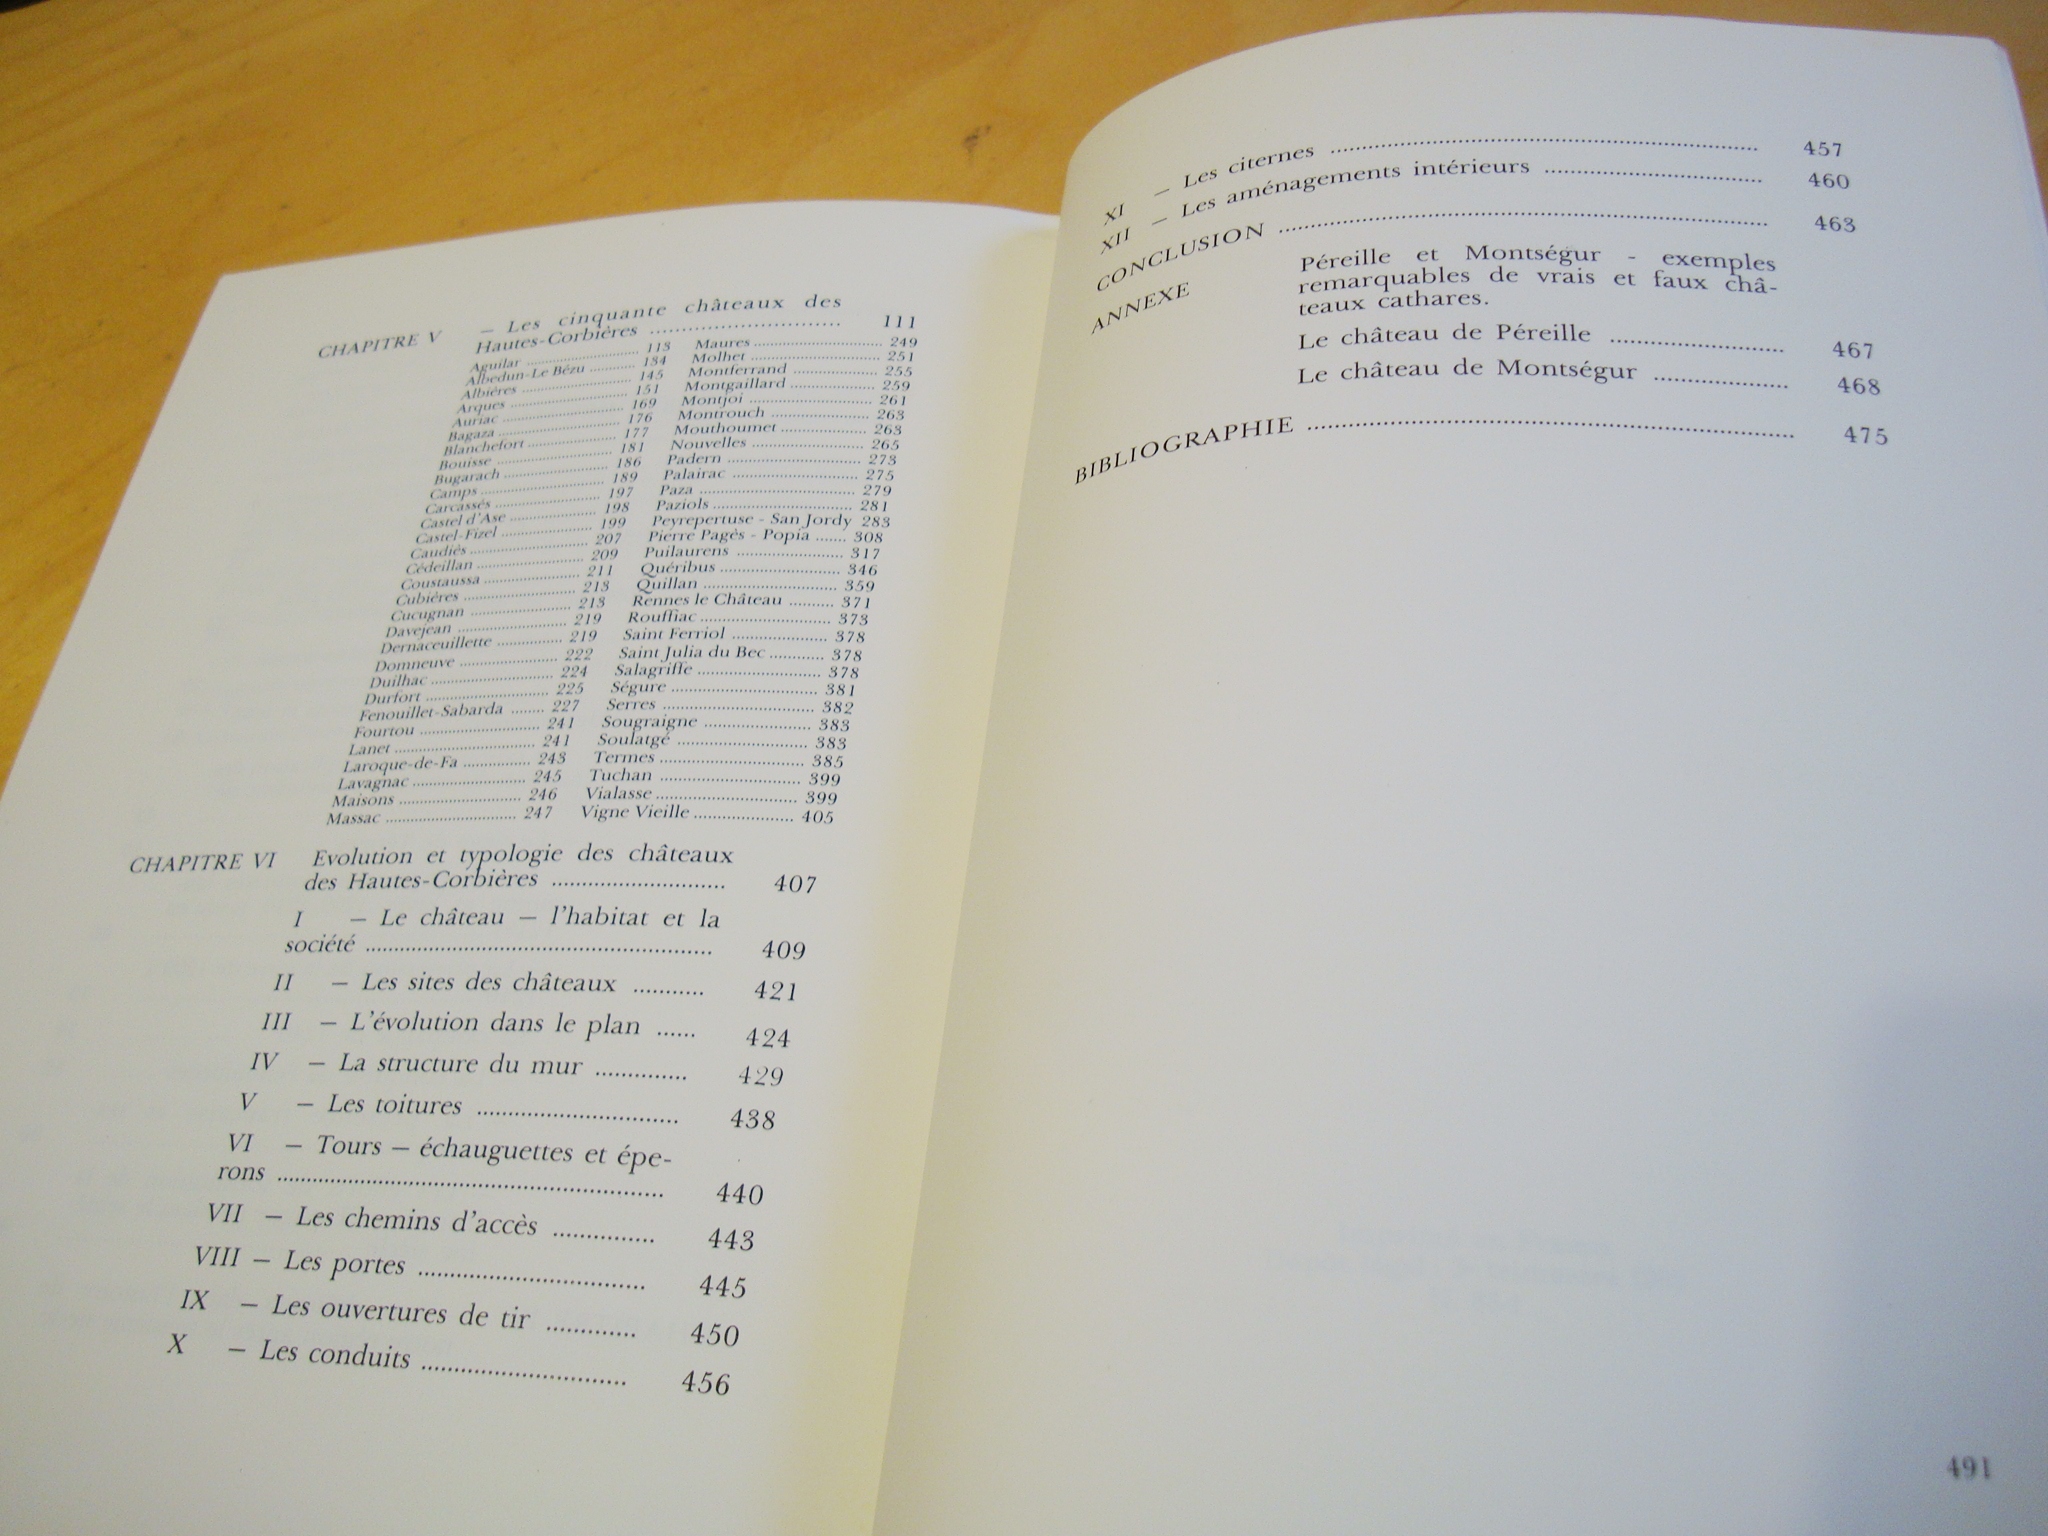 CHAPITRE V — Les cinquante châteaux des
Hautes-Corbières ........ 111
Aguilar ........ 113
Albedun-Le Bézu ........ 134
Albières ........ 145
Arques ........ 151
Auriac ........ 169
Bagaza ........ 176
Blanchefort ........ 177
Bouisse ........ 181
Bugarach ........ 186
Camps ........ 189
Carcassés ........ 197
Castel d'Ase ........ 198
Castel-Fizel ........ 199
Caudiès ........ 207
Cédeillan ........ 209
Coustaussa ........ 211
Cubières ........ 213
Cucugnan ........ 213
Davejean ........ 219
Dernaceuillette ........ 219
Domneuve ........ 222
Duilhac ........ 224
Durfort ........ 225
Fenouillet-Sabarda ........ 227
Fourtou ........ 241
Lanet ........ 241
Laroque-de-Fa ........ 243
Lavagnac ........ 245
Maisons ........ 246
Massac ........ 247
Maures ........ 249
Molhet ........ 251
Montferrand ........ 255
Montgaillard ........ 259
Montjoi ........ 261
Montrouch ........ 263
Mouthoumet ........ 263
Nouvelles ........ 265
Padern ........ 273
Palairac ........ 275
Paza ........ 279
Paziols ........ 281
Peyrepertuse - San Jordy 283
Pierre Pagès - Popia ........ 308
Puilaurens ........ 317
Quéribus ........ 346
Quillan ........ 359
Rennes le Château ........ 371
Rouffiac ........ 373
Saint Ferriol ........ 378
Saint Julia du Bec ........ 378
Salagriffe ........ 378
Ségure ........ 381
Serres ........ 382
Sougraigne ........ 383
Soulatgé ........ 383
Termes ........ 385
Tuchan ........ 399
Vialasse ........ 399
Vigne Vieille ........ 405
CHAPITRE VI Evolution et typologie des châteaux
des Hautes-Corbières ........ 407
I — Le château — l'habitat et la
société ........ 409
II — Les sites des châteaux ........ 421
III — L'évolution dans le plan ...... 424
IV — La structure du mur ........ 429
V — Les toitures ........ 438
VI — Tours — échauguettes et épe-
rons ........ 440
VII — Les chemins d'accès ........ 443
VIII — Les portes ........ 445
IX — Les ouvertures de tir ........ 450
X — Les conduits ........ 456
XI — Les citernes ........ 457
XII — Les aménagements intérieurs ........ 460
CONCLUSION ........ 463
ANNEXE Péreille et Montségur - exemples
remarquables de vrais et faux châ-
teaux cathares.
Le château de Péreille ........ 467
Le château de Montségur ........ 468
BIBLIOGRAPHIE ........ 475
491